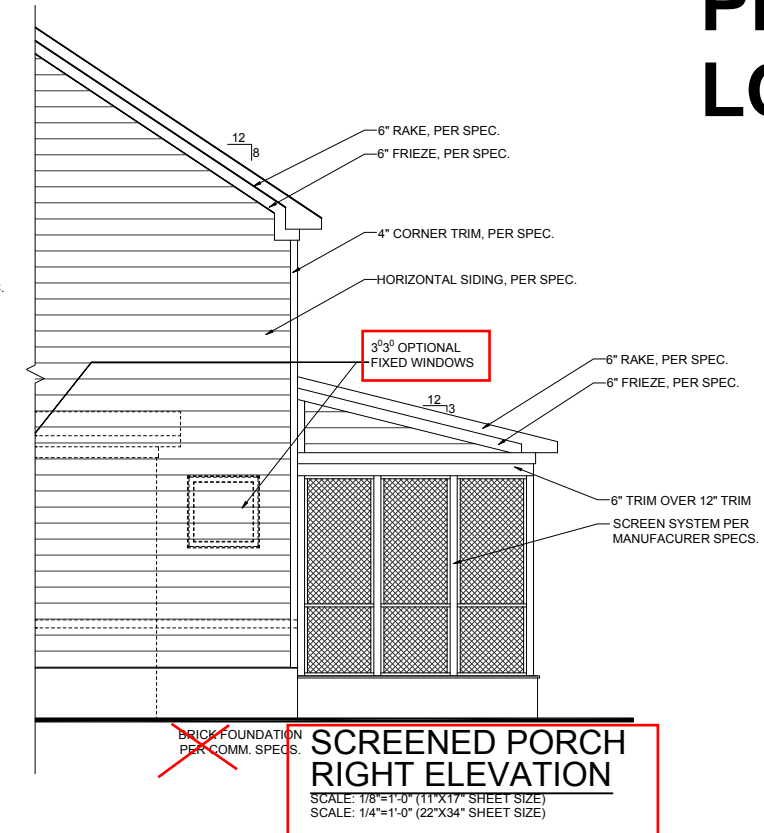 12
8
6" RAKE, PER SPEC.
6" FRIEZE, PER SPEC.
4" CORNER TRIM, PER SPEC.
HORIZONTAL SIDING, PER SPEC.
3⁰3⁰ OPTIONAL
FIXED WINDOWS
12
3
6" RAKE, PER SPEC.
6" FRIEZE, PER SPEC.
6" TRIM OVER 12" TRIM
SCREEN SYSTEM PER
MANUFACURER SPECS.
BRICK FOUNDATION
PER COMM. SPECS.
SCREENED PORCH
RIGHT ELEVATION
SCALE: 1/8"=1'-0" (11"X17" SHEET SIZE)
SCALE: 1/4"=1'-0" (22"X34" SHEET SIZE)